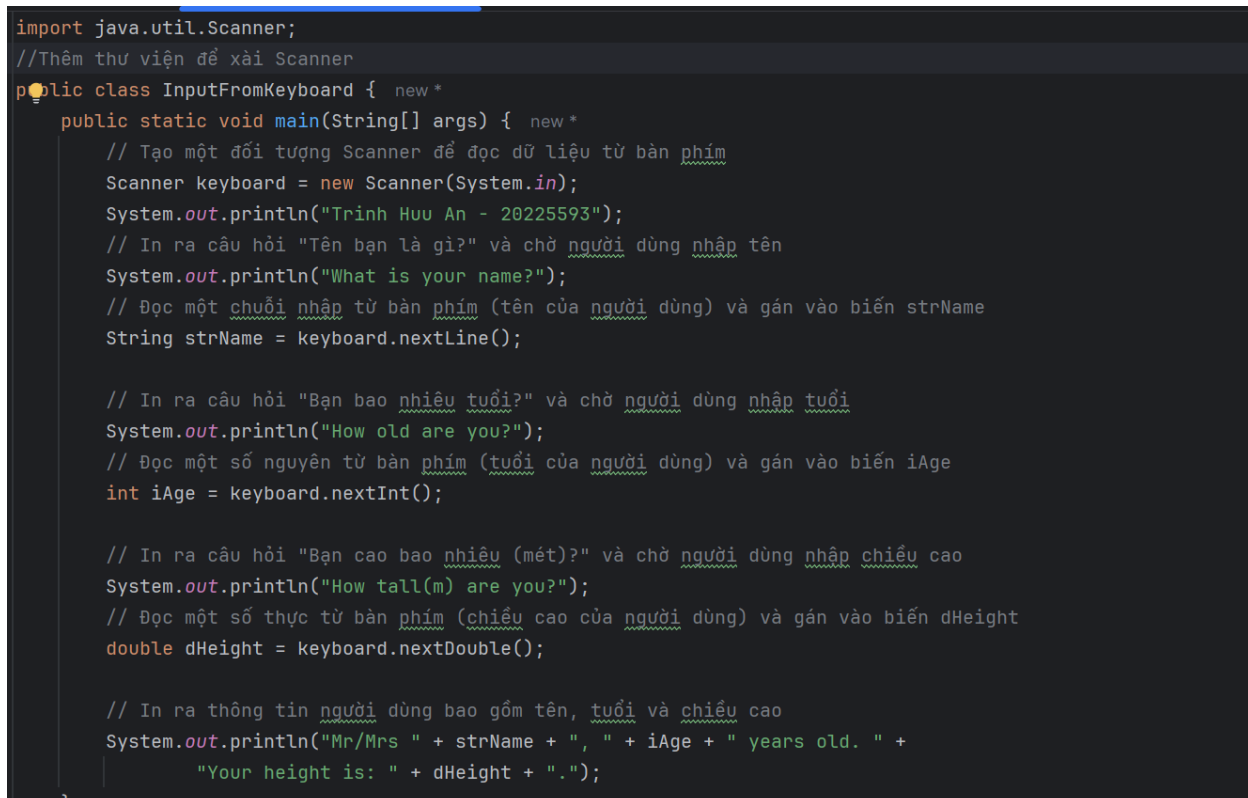 import java.util.Scanner;
//Thêm thư viện để xài Scanner
public class InputFromKeyboard { new *
public static void main(String[] args) { new *
// Tạo một đối tượng Scanner để đọc dữ liệu từ bàn phím
Scanner keyboard = new Scanner(System.in);
System.out.println("Trinh Huu An - 20225593");
// In ra câu hỏi "Tên bạn là gì?" và chờ người dùng nhập tên
System.out.println("What is your name?");
// Đọc một chuỗi nhập từ bàn phím (tên của người dùng) và gán vào biến strName
String strName = keyboard.nextLine();
// In ra câu hỏi "Bạn bao nhiêu tuổi?" và chờ người dùng nhập tuổi
System.out.println("How old are you?");
// Đọc một số nguyên từ bàn phím (tuổi của người dùng) và gán vào biến iAge
int iAge = keyboard.nextInt();
// In ra câu hỏi "Bạn cao bao nhiêu (mét)?" và chờ người dùng nhập chiều cao
System.out.println("How tall(m) are you?");
// Đọc một số thực từ bàn phím (chiều cao của người dùng) và gán vào biến dHeight
double dHeight = keyboard.nextDouble();
// In ra thông tin người dùng bao gồm tên, tuổi và chiều cao
System.out.println("Mr/Mrs " + strName + ", " + iAge + " years old. " +
"Your height is: " + dHeight + ".");